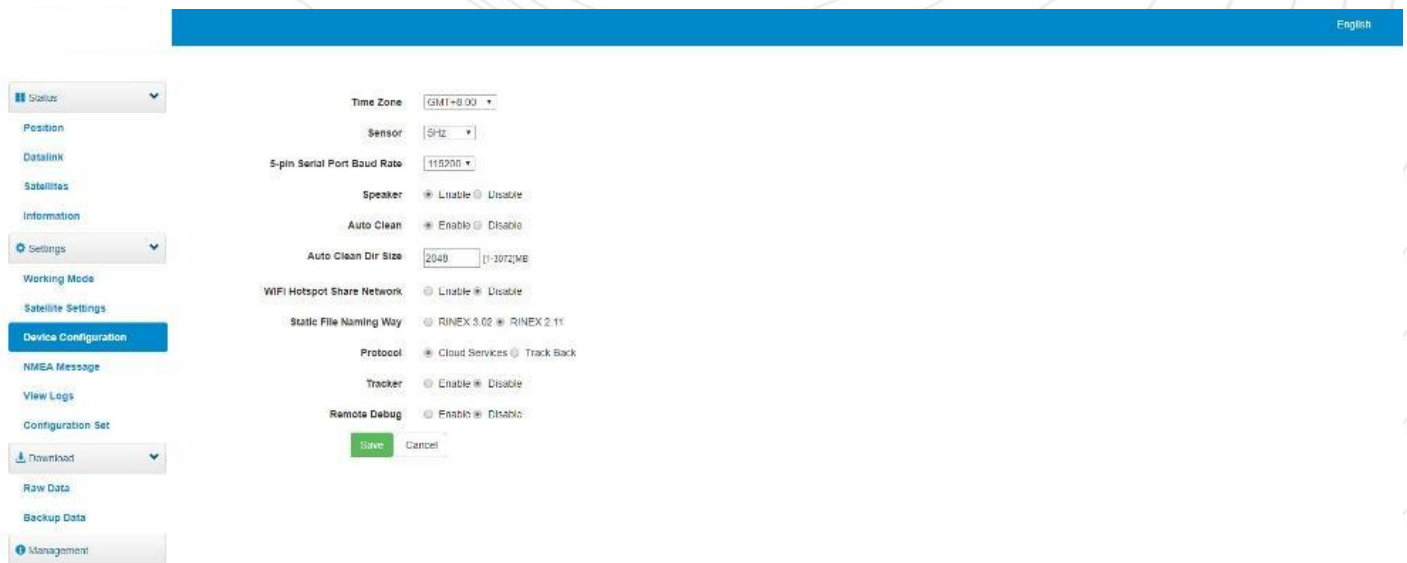 English
Status
Position
Datalink
Satellites
Information
Settings
Working Mode
Satellite Settings
Device Configuration
NMEA Message
View Logs
Configuration Set
Download
Raw Data
Backup Data
Management
Time Zone GMT+8:00
Sensor 5Hz
5-pin Serial Port Baud Rate 115200
Speaker Enable Disable
Auto Clean Enable Disable
Auto Clean Dir Size 2048 [1-3072]MB
WIFI Hotspot Share Network Enable Disable
Static File Naming Way RINEX 3.02 RINEX 2.11
Protocol Cloud Services Track Back
Tracker Enable Disable
Remote Debug Enable Disable
Save Cancel